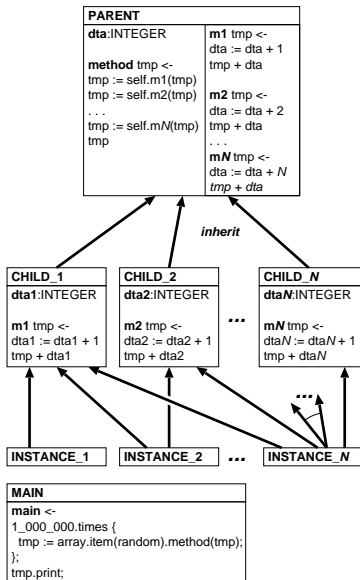 PARENT
dta:INTEGER
method tmp <-
tmp := self.m1(tmp)
tmp := self.m2(tmp)
. . .
tmp := self.mN(tmp)
tmp
m1 tmp <-
dta := dta + 1
tmp + dta
m2 tmp <-
dta := dta + 2
tmp + dta
. . .
mN tmp <-
dta := dta + N
tmp + dta
inherit
CHILD_1
dta1:INTEGER
m1 tmp <-
dta1 := dta1 + 1
tmp + dta1
CHILD_2
dta2:INTEGER
m2 tmp <-
dta2 := dta2 + 1
tmp + dta2
...
CHILD_N
dtaN:INTEGER
mN tmp <-
dtaN := dtaN + 1
tmp + dtaN
...
INSTANCE_1
INSTANCE_2
...
INSTANCE_N
MAIN
main <-
1_000_000.times {
tmp := array.item(random).method(tmp);
};
tmp.print;